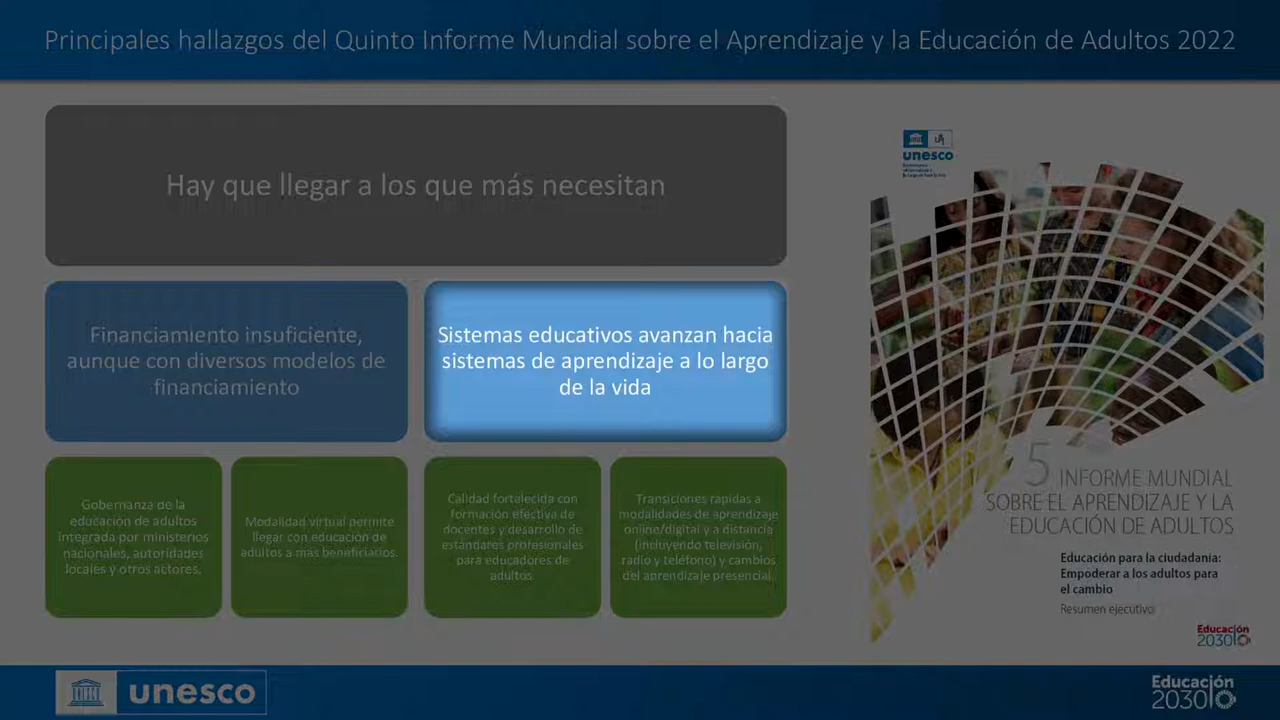 Principales hallazgos del Quinto Informe Mundial sobre el Aprendizaje y la Educación de Adultos 2022
Hay que llegar a los que más necesitan
Financiamiento insuficiente,
aunque con diversos modelos de
financiamiento
Sistemas educativos avanzan hacia
sistemas de aprendizaje a lo largo
de la vida
Gobernanza de la
educación de adultos
integrada por ministerios
nacionales, autoridades
locales y otros actores.
Modalidad virtual permite
llegar con educación de
adultos a más beneficiarios.
Calidad fortalecida con
formación efectiva de
docentes y desarrollo de
estándares profesionales
para educadores de
adultos
Transiciones rapidas a
modalidades de aprendizaje
online/digital y a distancia
(incluyendo televisión,
radio y teléfono) y cambios
del aprendizaje presencial.
unesco
5 INFORME MUNDIAL
SOBRE EL APRENDIZAJE Y LA
EDUCACIÓN DE ADULTOS
Educación para la ciudadanía:
Empoderar a los adultos para
el cambio
Resumen ejecutivo
Educación
2030
unesco
Educación
2030